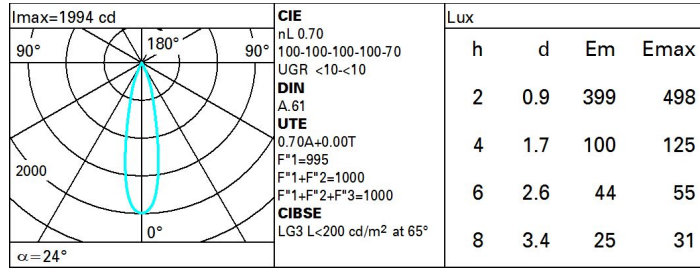 Imax=1994 cd
90° 180° 90°
2000
0°
α=24°
CIE
nL 0.70
100-100-100-100-70
UGR <10-<10
DIN
A.61
UTE
0.70A+0.00T
F"1=995
F"1+F"2=1000
F"1+F"2+F"3=1000
CIBSE
LG3 L<200 cd/m² at 65°
Lux
h d Em Emax
2 0.9 399 498
4 1.7 100 125
6 2.6 44 55
8 3.4 25 31